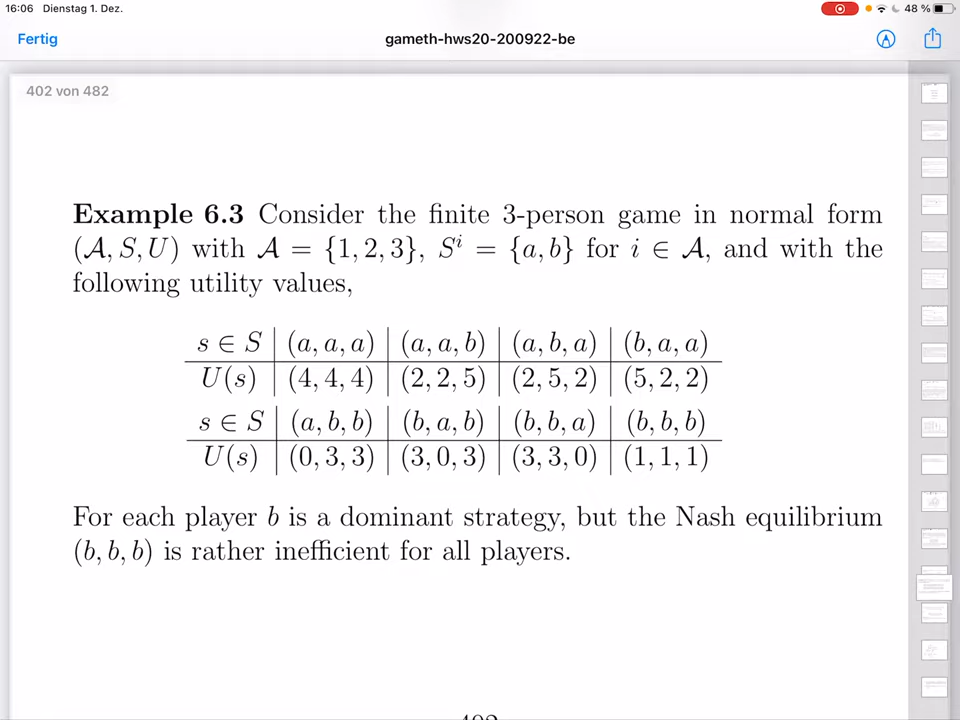 16:06 Dienstag 1. Dez. 48 %
Fertig gameth-hws20-200922-be
402 von 482
Example 6.3 Consider the finite 3-person game in normal form
(𝒜, S, U) with 𝒜 = {1, 2, 3}, Sⁱ = {a, b} for i ∈ 𝒜, and with the
following utility values,
s ∈ S | (a, a, a) | (a, a, b) | (a, b, a) | (b, a, a)
U(s) | (4, 4, 4) | (2, 2, 5) | (2, 5, 2) | (5, 2, 2)
s ∈ S | (a, b, b) | (b, a, b) | (b, b, a) | (b, b, b)
U(s) | (0, 3, 3) | (3, 0, 3) | (3, 3, 0) | (1, 1, 1)
For each player b is a dominant strategy, but the Nash equilibrium
(b, b, b) is rather inefficient for all players.
402